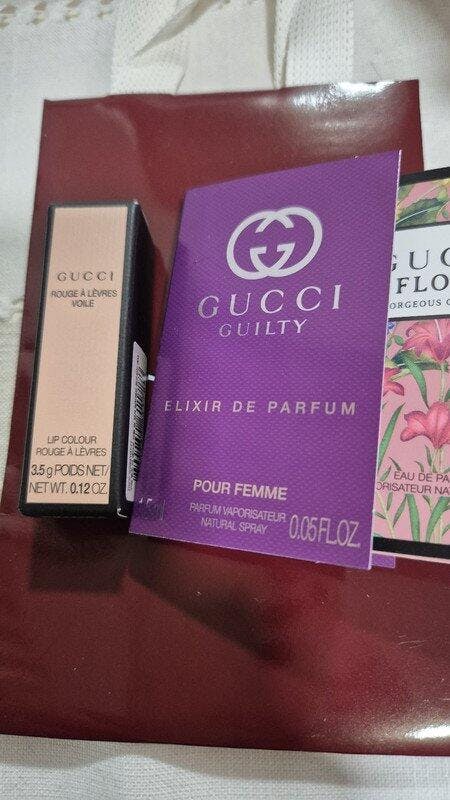 GUCCI
ROUGE À LÈVRES
VOILE
LIP COLOUR
ROUGE À LÈVRES
3.5 g POIDS NET/
NET WT. 0.12 OZ.
GUCCI
GUILTY
ELIXIR DE PARFUM
POUR FEMME
PARFUM VAPORISATEUR
NATURAL SPRAY
0.05 FL.OZ.
GUC
FLO
ORGEOUS
EAU DE PA
ORISATEUR NA